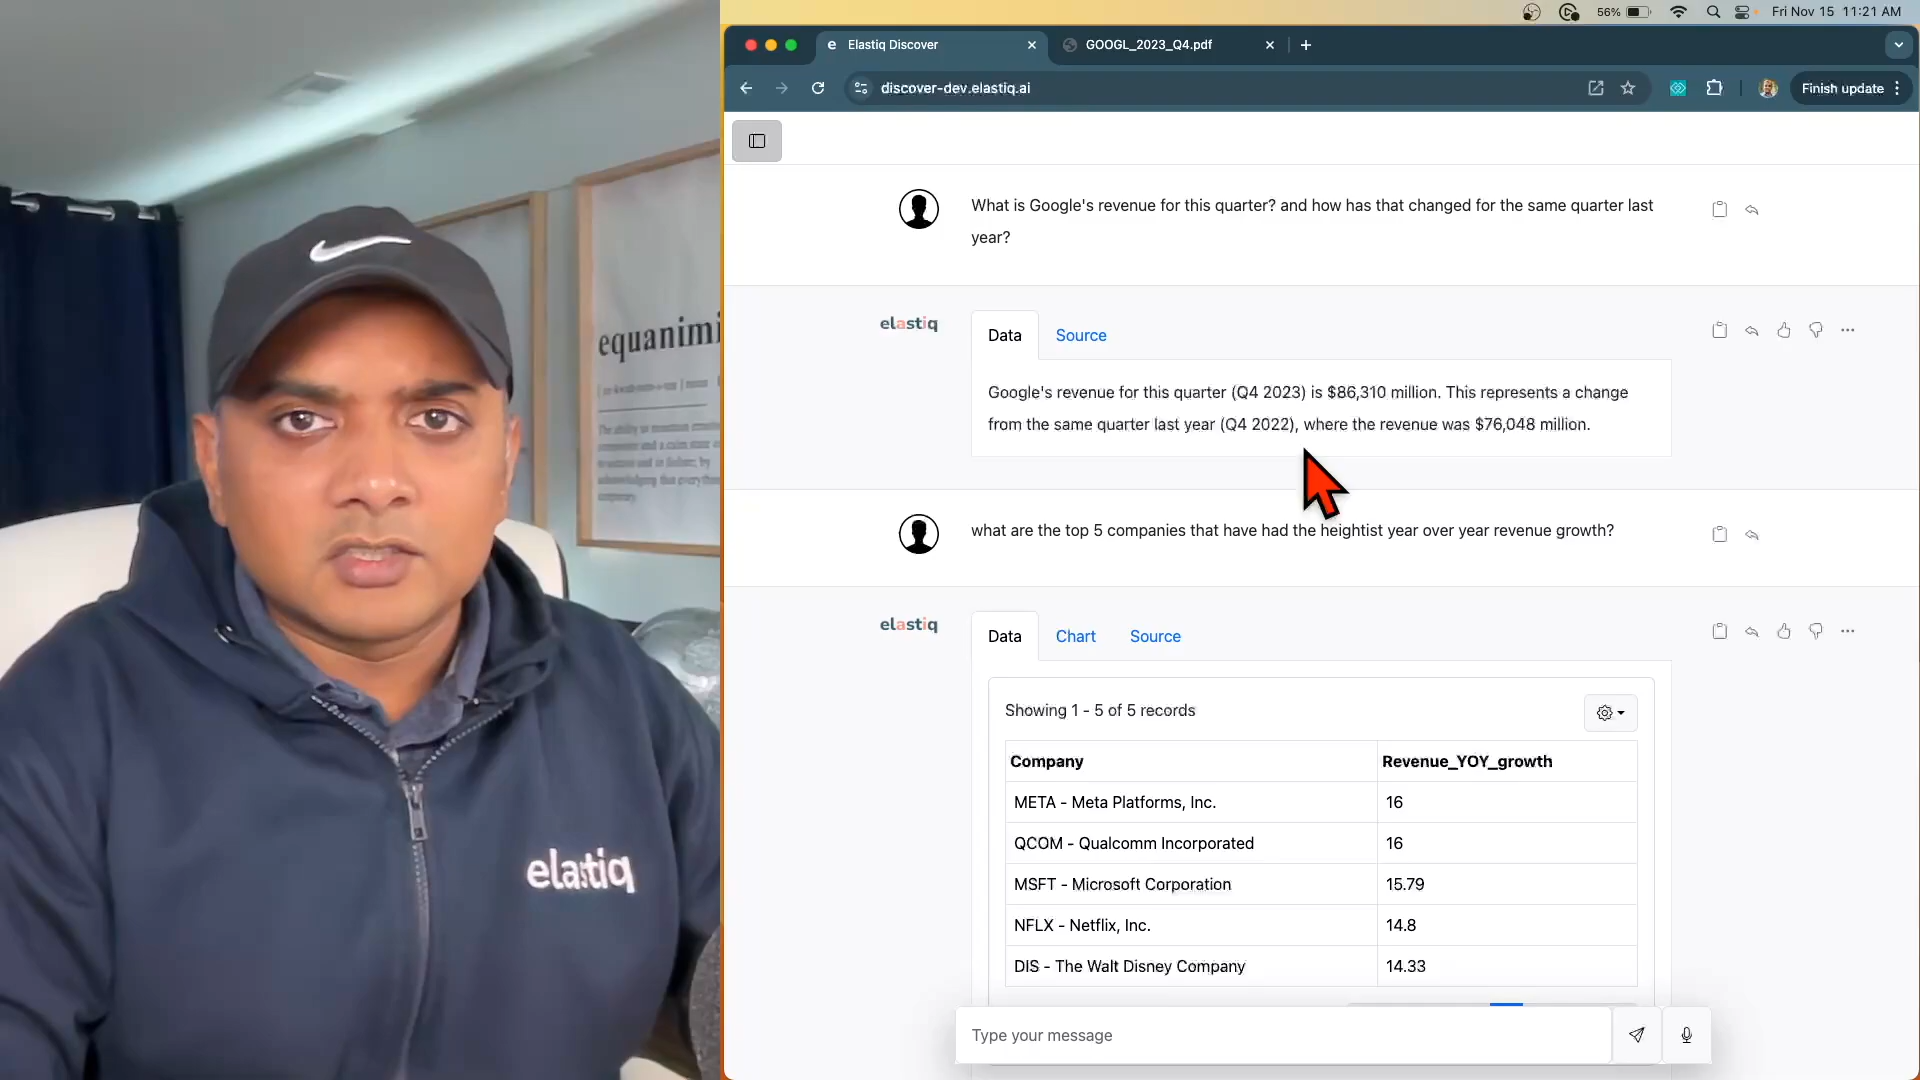 56%
Fri Nov 15 11:21 AM
e Elastiq Discover
GOOGL_2023_Q4.pdf
discover-dev.elastiq.ai
Finish update
What is Google's revenue for this quarter? and how has that changed for the same quarter last
year?
elastiq
Data
Source
Google's revenue for this quarter (Q4 2023) is $86,310 million. This represents a change
from the same quarter last year (Q4 2022), where the revenue was $76,048 million.
what are the top 5 companies that have had the heightist year over year revenue growth?
elastiq
Data
Chart
Source
Showing 1 - 5 of 5 records
Company Revenue_YOY_growth
META - Meta Platforms, Inc. 16
QCOM - Qualcomm Incorporated 16
MSFT - Microsoft Corporation 15.79
NFLX - Netflix, Inc. 14.8
DIS - The Walt Disney Company 14.33
Type your message
elastiq